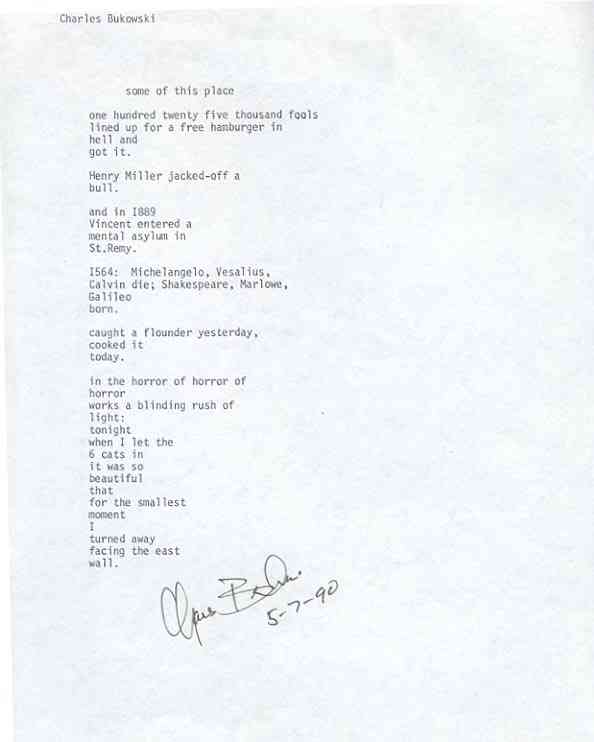 Charles Bukowski
some of this place
one hundred twenty five thousand fools
lined up for a free hamburger in
hell and
got it.
Henry Miller jacked-off a
bull.
and in I889
Vincent entered a
mental asylum in
St.Remy.
I564: Michelangelo, Vesalius,
Calvin die; Shakespeare, Marlowe,
Galileo
born.
caught a flounder yesterday,
cooked it
today.
in the horror of horror of
horror
works a blinding rush of
light:
tonight
when I let the
6 cats in
it was so
beautiful
that
for the smallest
moment
I
turned away
facing the east
wall.
5-7-90